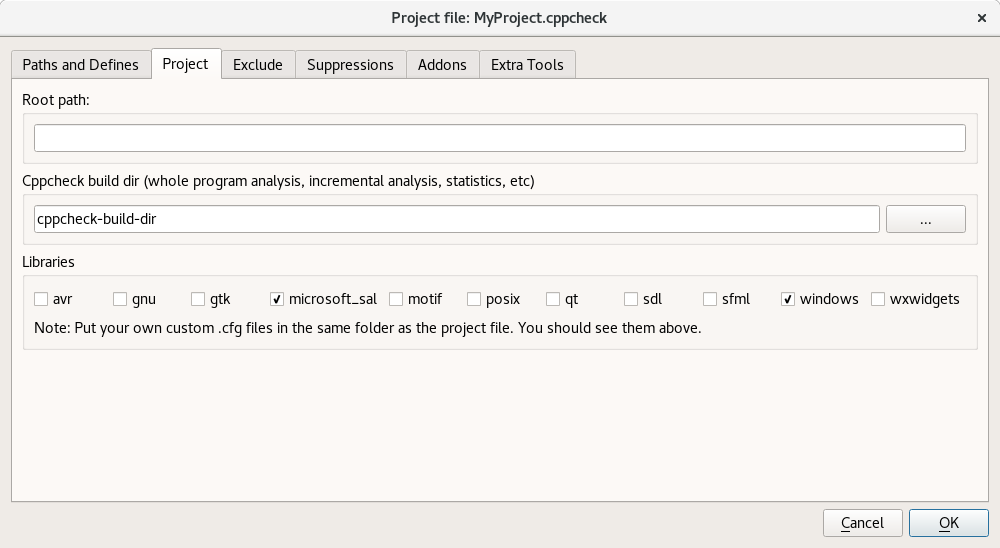 Project file: MyProject.cppcheck
Paths and Defines Project Exclude Suppressions Addons Extra Tools
Root path:
Cppcheck build dir (whole program analysis, incremental analysis, statistics, etc)
cppcheck-build-dir ...
Libraries
avr gnu gtk microsoft_sal motif posix qt sdl sfml windows wxwidgets
Note: Put your own custom .cfg files in the same folder as the project file. You should see them above.
Cancel OK